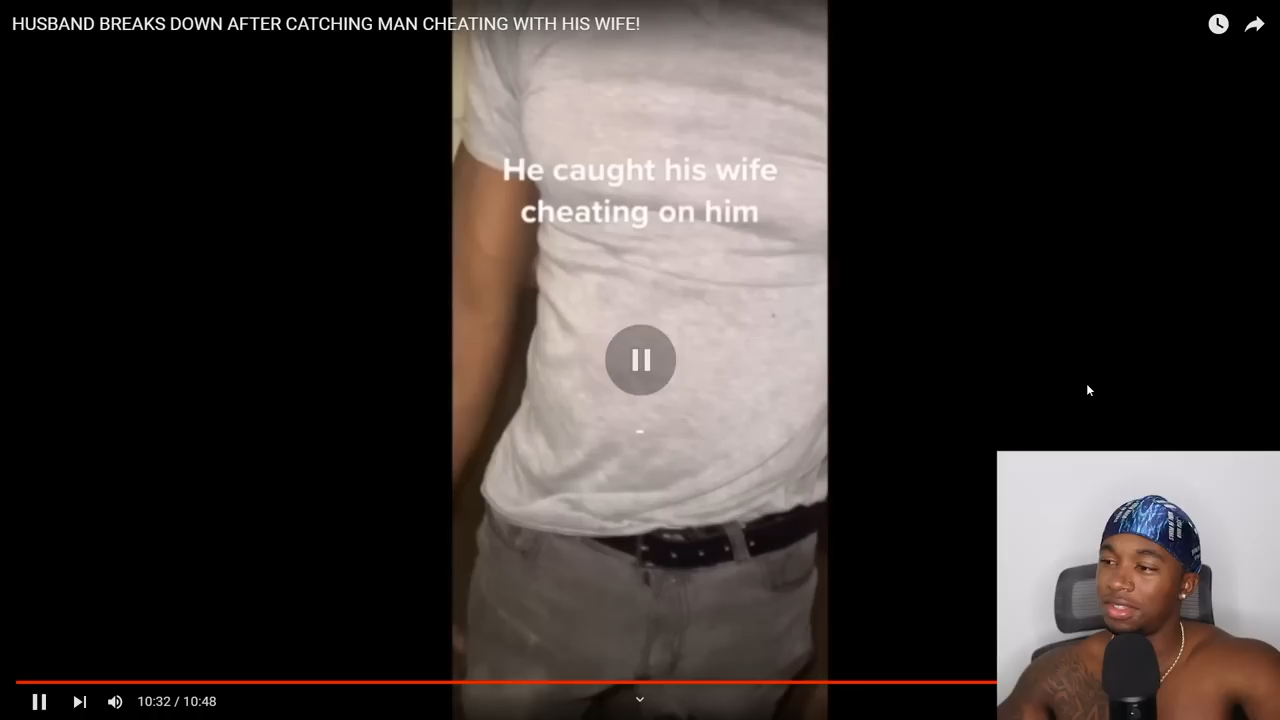 HUSBAND BREAKS DOWN AFTER CATCHING MAN CHEATING WITH HIS WIFE!
He caught his wife
cheating on him
10:32 / 10:48